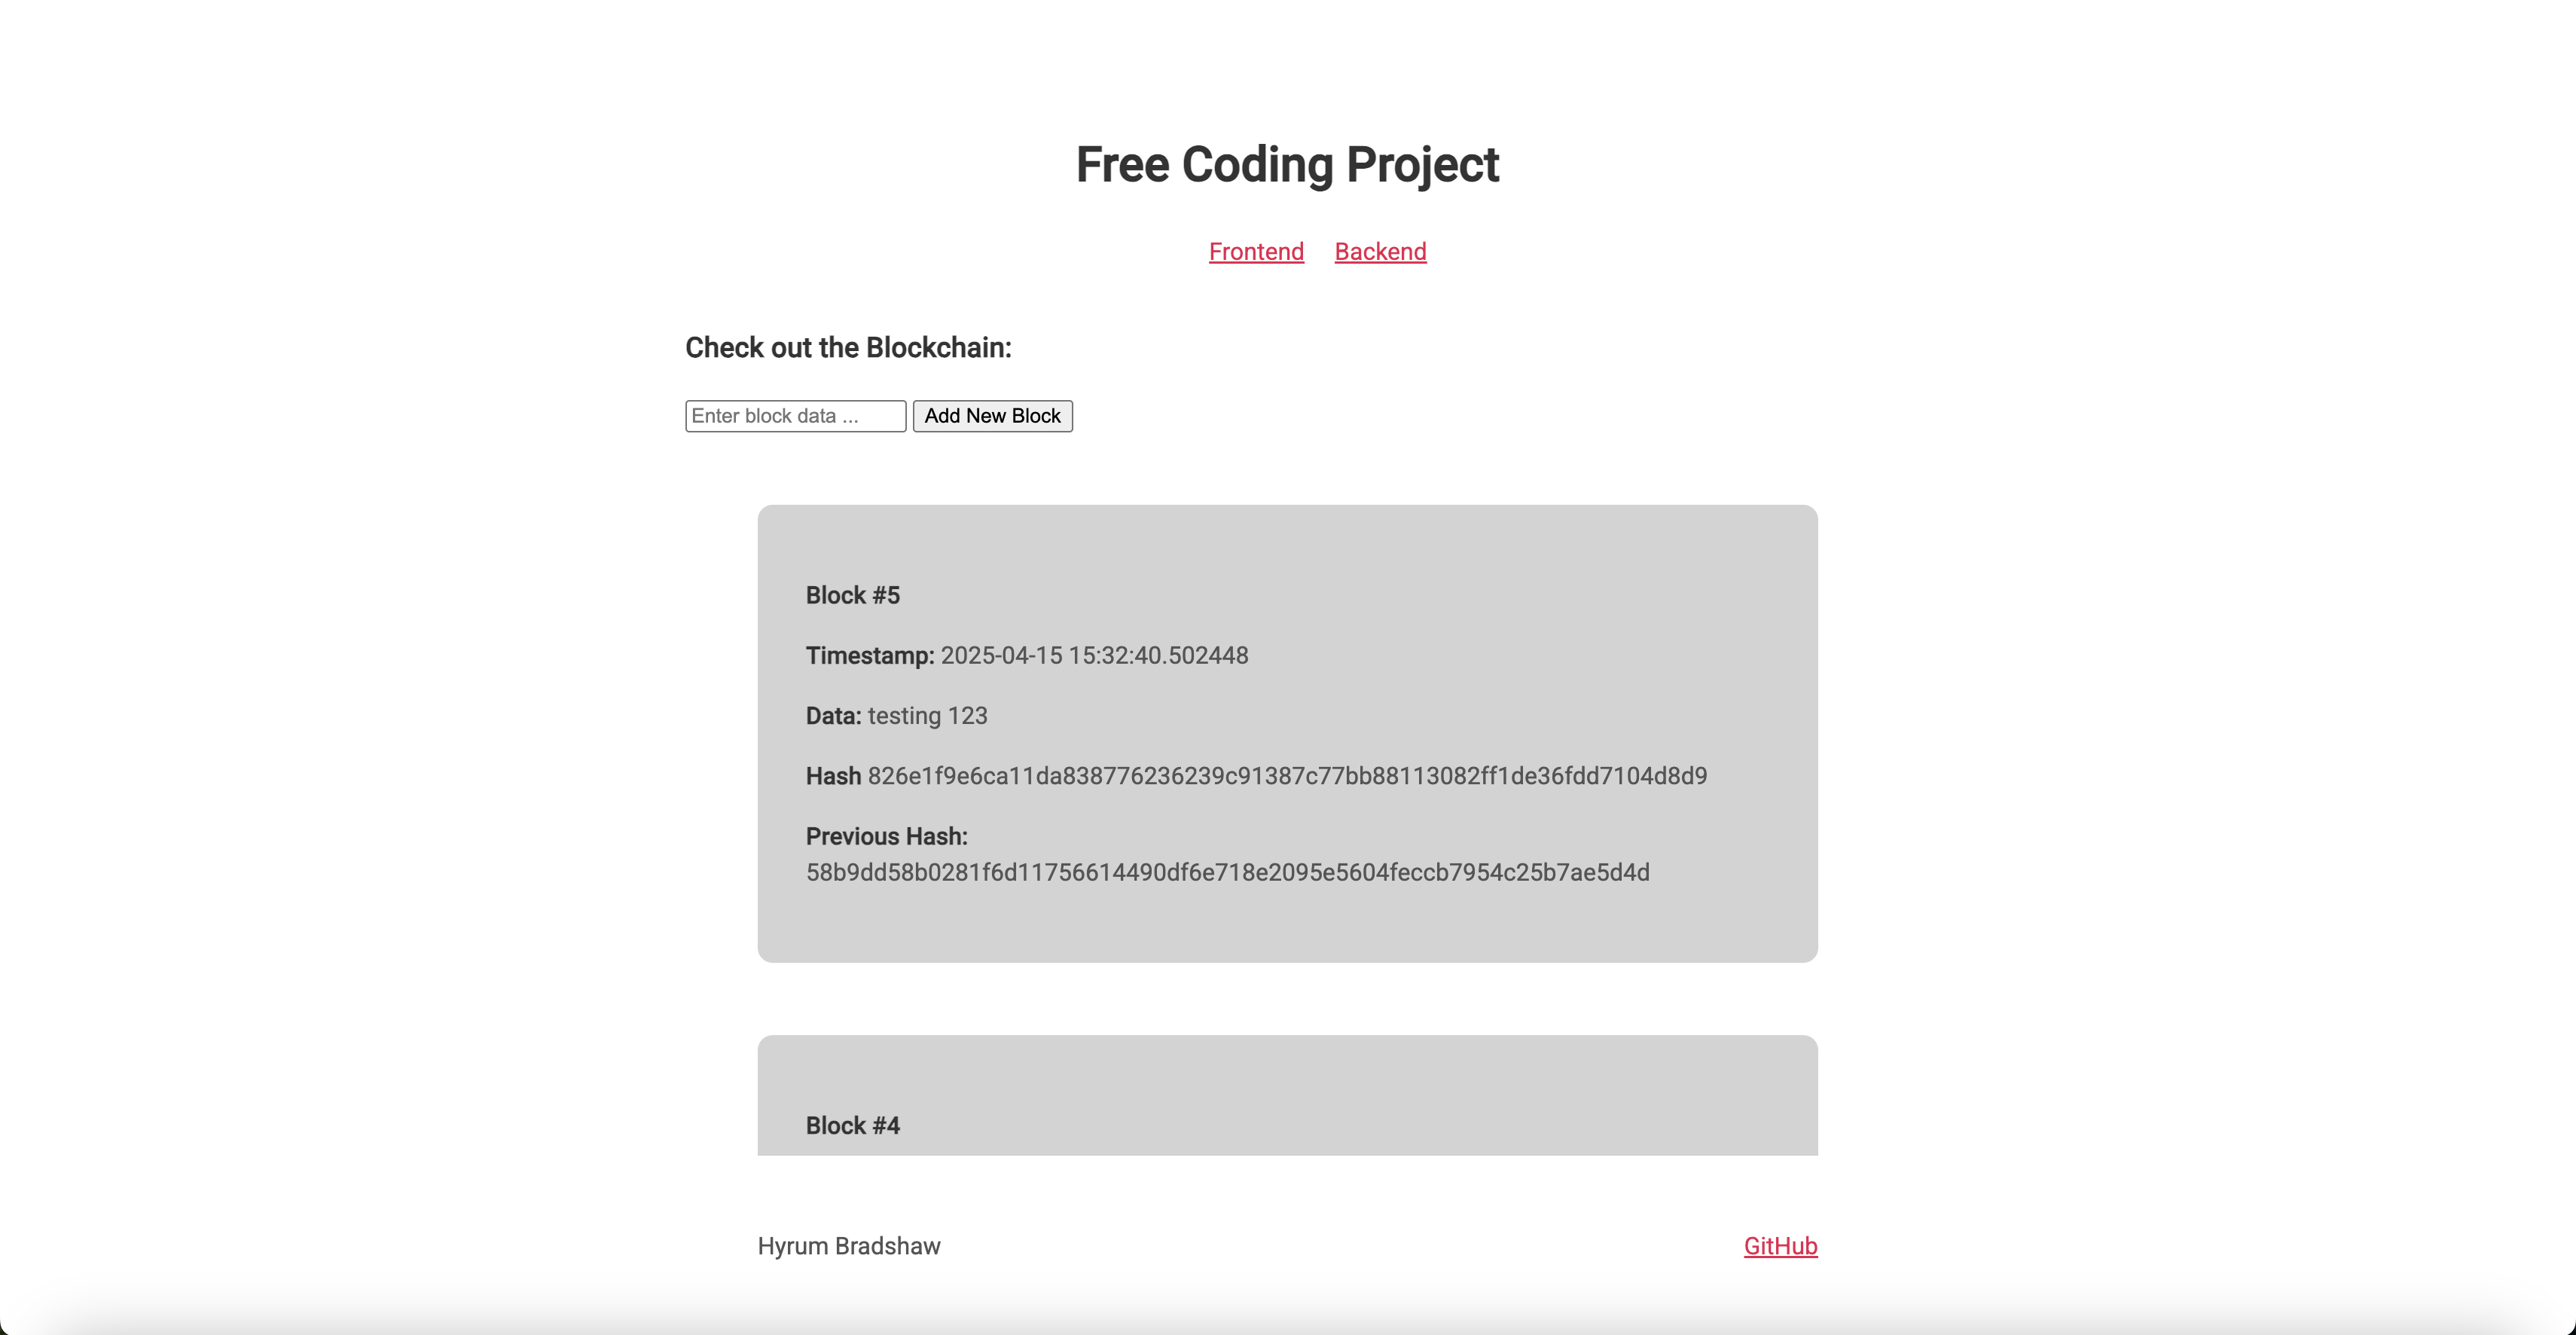 Free Coding Project
Frontend Backend
Check out the Blockchain:
Enter block data ... Add New Block
Block #5
Timestamp: 2025-04-15 15:32:40.502448
Data: testing 123
Hash 826e1f9e6ca11da838776236239c91387c77bb88113082ff1de36fdd7104d8d9
Previous Hash:
58b9dd58b0281f6d11756614490df6e718e2095e5604feccb7954c25b7ae5d4d
Block #4
Hyrum Bradshaw GitHub